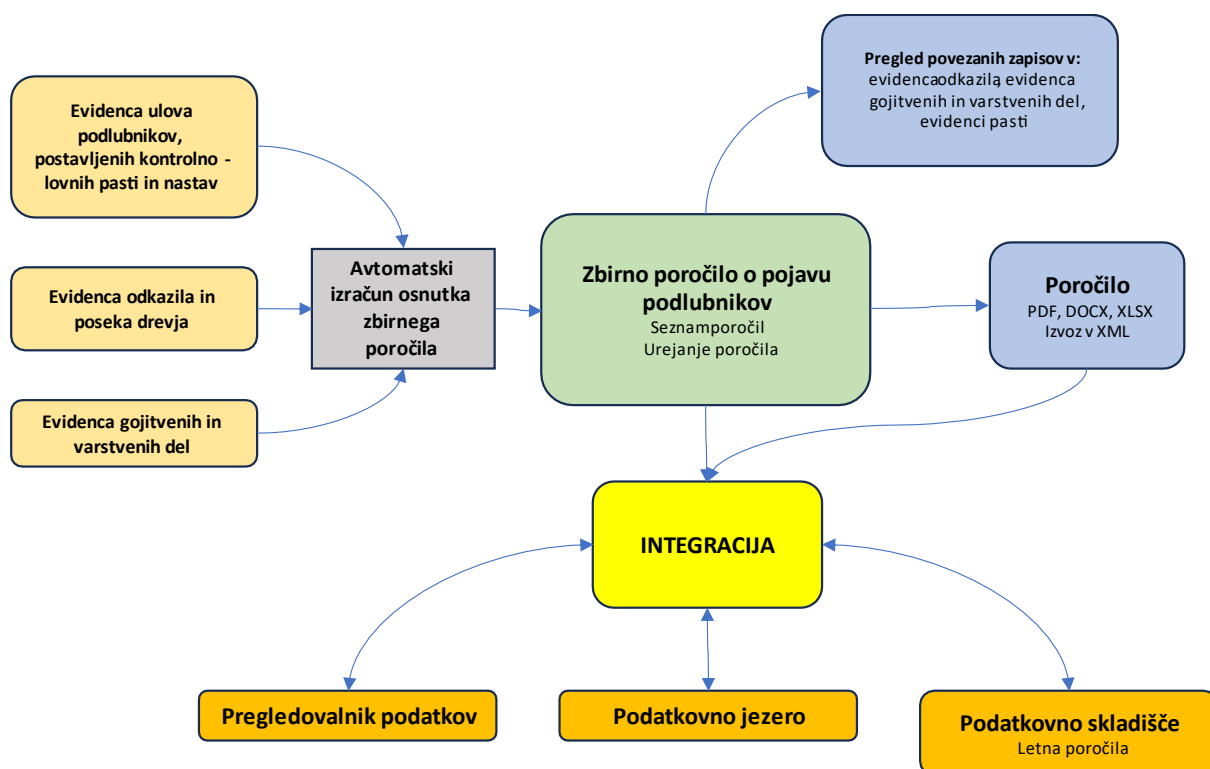 Pregled povezanih zapisov v:
evidencaodkazila, evidenca
gojitvenih in varstvenih del,
evidenci pasti
Evidenca ulova
podlubnikov,
postavljenih kontrolno -
lovnih pasti in nastav
Evidenca odkazila in
poseka drevja
Evidenca gojitvenih in
varstvenih del
Avtomatski
izračun osnutka
zbirnega
poročila
Zbirno poročilo o pojavu
podlubnikov
Seznamporočil
Urejanje poročila
Poročilo
PDF, DOCX, XLSX
Izvoz v XML
INTEGRACIJA
Pregledovalnik podatkov
Podatkovno jezero
Podatkovno skladišče
Letna poročila